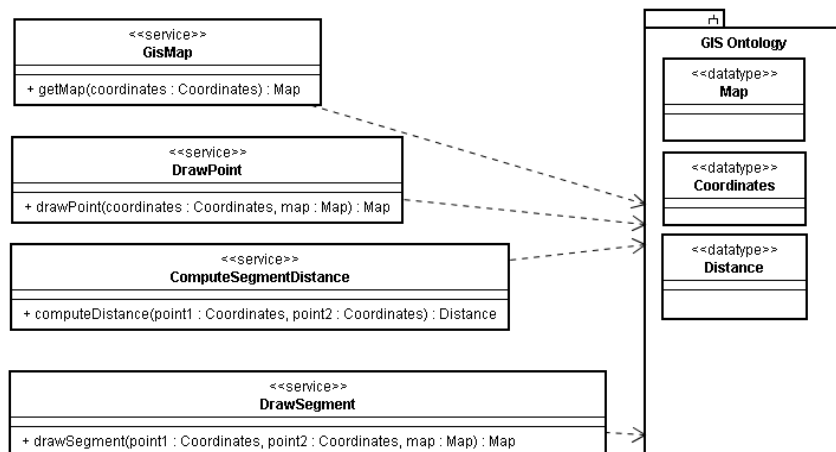 <<service>>
GisMap
+ getMap(coordinates : Coordinates) : Map
<<service>>
DrawPoint
+ drawPoint(coordinates : Coordinates, map : Map) : Map
<<service>>
ComputeSegmentDistance
+ computeDistance(point1 : Coordinates, point2 : Coordinates) : Distance
<<service>>
DrawSegment
+ drawSegment(point1 : Coordinates, point2 : Coordinates, map : Map) : Map
GIS Ontology
<<datatype>>
Map
<<datatype>>
Coordinates
<<datatype>>
Distance